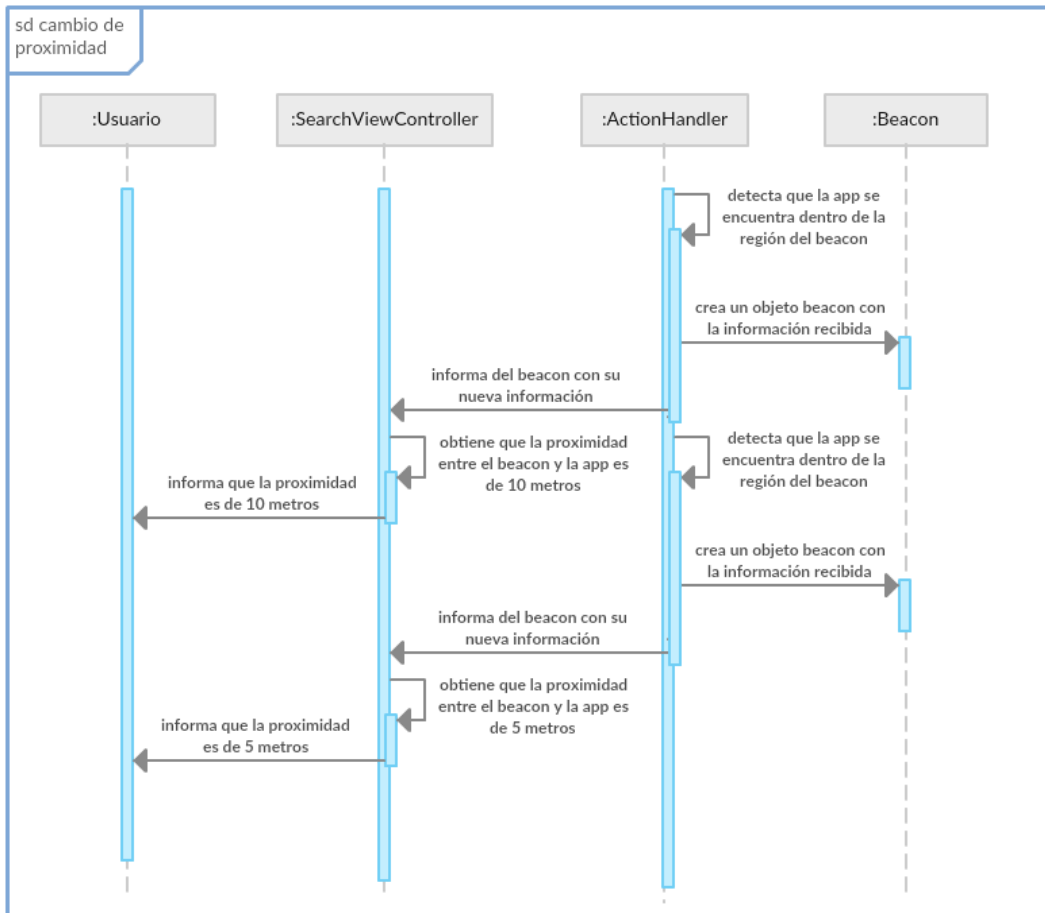 sd cambio de
proximidad
:Usuario
:SearchViewController
:ActionHandler
:Beacon
detecta que la app se
encuentra dentro de la
región del beacon
crea un objeto beacon con
la información recibida
informa del beacon con su
nueva información
obtiene que la proximidad
entre el beacon y la app es
de 10 metros
detecta que la app se
encuentra dentro de la
región del beacon
informa que la proximidad
es de 10 metros
crea un objeto beacon con
la información recibida
informa del beacon con su
nueva información
obtiene que la proximidad
entre el beacon y la app es
de 5 metros
informa que la proximidad
es de 5 metros